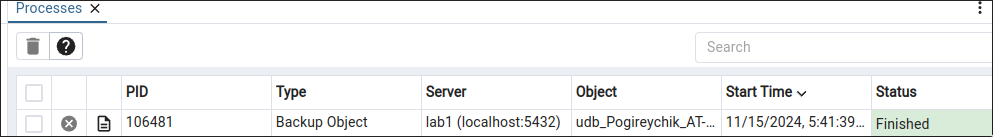 Processes
Search
PID Type Server Object Start Time Status
106481 Backup Object lab1 (localhost:5432) udb_Pogireychik_AT-... 11/15/2024, 5:41:39... Finished